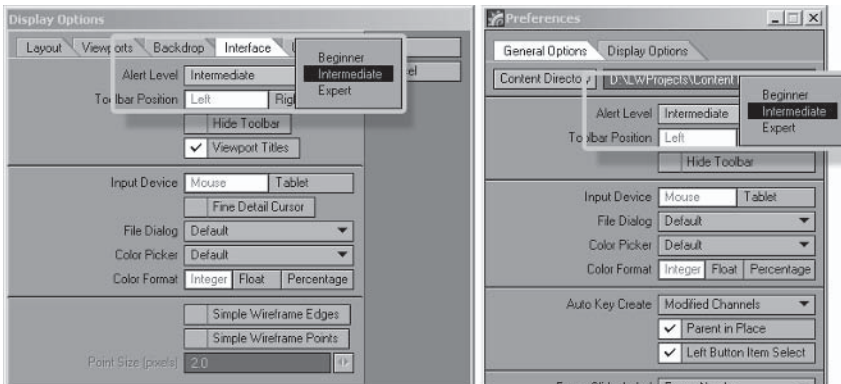 Display Options
Layout Viewports Backdrop Interface
Beginner
Intermediate
Expert
Alert Level Intermediate
Toolbar Position Left
Hide Toolbar
Viewport Titles
Input Device Mouse Tablet
Fine Detail Cursor
File Dialog Default
Color Picker Default
Color Format Integer Float Percentage
Simple Wireframe Edges
Simple Wireframe Points
Point Size (pixels) 2.0
Preferences
General Options Display Options
Content Directory D:\LWProjects\Content
Beginner
Intermediate
Expert
Alert Level Intermediate
Toolbar Position Left
Hide Toolbar
Input Device Mouse Tablet
File Dialog Default
Color Picker Default
Color Format Integer Float Percentage
Auto Key Create Modified Channels
Parent in Place
Left Button Item Select